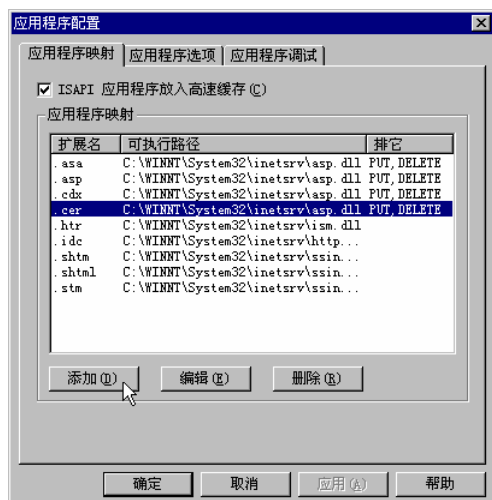 应用程序配置
应用程序映射 应用程序选项 应用程序调试
ISAPI 应用程序放入高速缓存(C)
应用程序映射
扩展名 可执行路径 排它
.asa C:\WINNT\System32\inetsrv\asp.dll PUT,DELETE
.asp C:\WINNT\System32\inetsrv\asp.dll PUT,DELETE
.cdx C:\WINNT\System32\inetsrv\asp.dll PUT,DELETE
.cer C:\WINNT\System32\inetsrv\asp.dll PUT,DELETE
.htr C:\WINNT\System32\inetsrv\ism.dll
.idc C:\WINNT\System32\inetsrv\http...
.shtm C:\WINNT\System32\inetsrv\ssin...
.shtml C:\WINNT\System32\inetsrv\ssin...
.stm C:\WINNT\System32\inetsrv\ssin...
添加(D) 编辑(E) 删除(R)
确定 取消 应用(A) 帮助